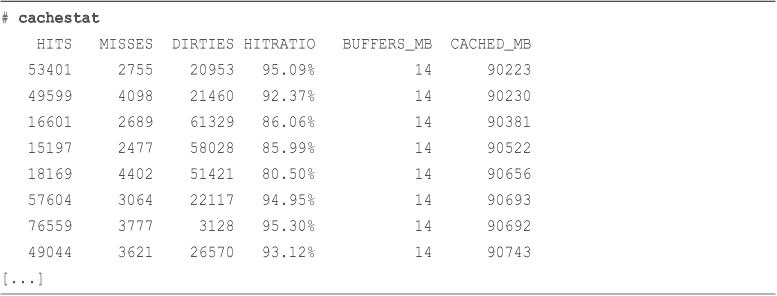 # cachestat
HITS MISSES DIRTIES HITRATIO BUFFERS_MB CACHED_MB
53401 2755 20953 95.09% 14 90223
49599 4098 21460 92.37% 14 90230
16601 2689 61329 86.06% 14 90381
15197 2477 58028 85.99% 14 90522
18169 4402 51421 80.50% 14 90656
57604 3064 22117 94.95% 14 90693
76559 3777 3128 95.30% 14 90692
49044 3621 26570 93.12% 14 90743
[...]